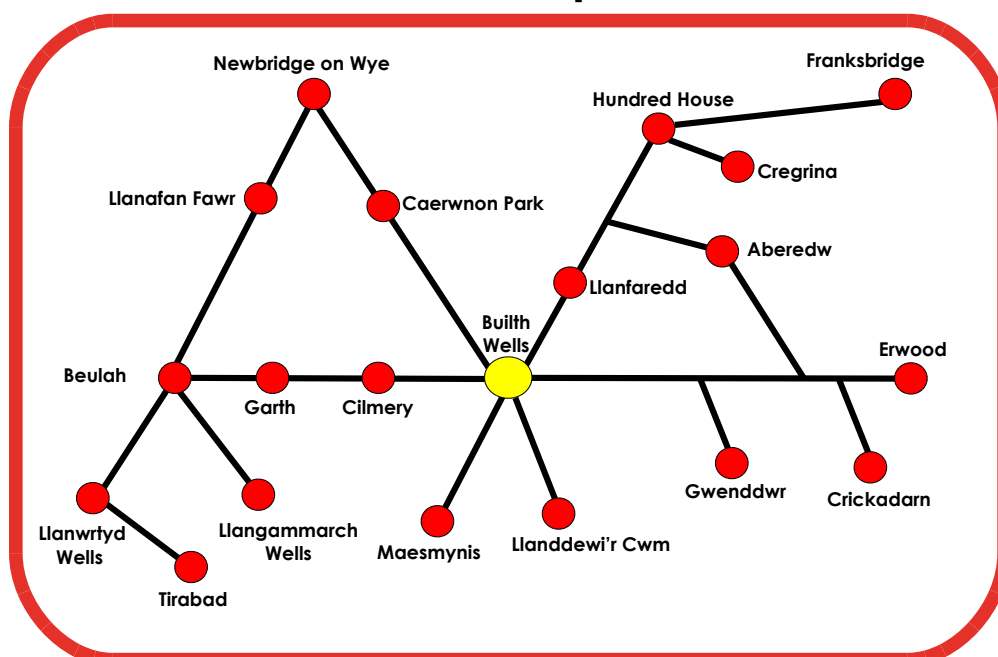 Newbridge on Wye
Franksbridge
Hundred House
Cregrina
Llanafan Fawr
Caerwnon Park
Aberedw
Llanfaredd
Builth
Wells
Erwood
Beulah
Garth
Cilmery
Gwenddwr
Crickadarn
Llanwrtyd
Wells
Llangammarch
Wells
Maesmynis
Llanddewi’r Cwm
Tirabad